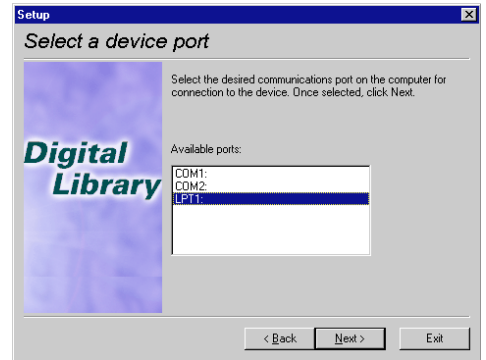 Setup
Select a device port
Select the desired communications port on the computer for
connection to the device. Once selected, click Next.
Digital
Library
Available ports:
COM1:
COM2:
LPT1:
< Back
Next >
Exit